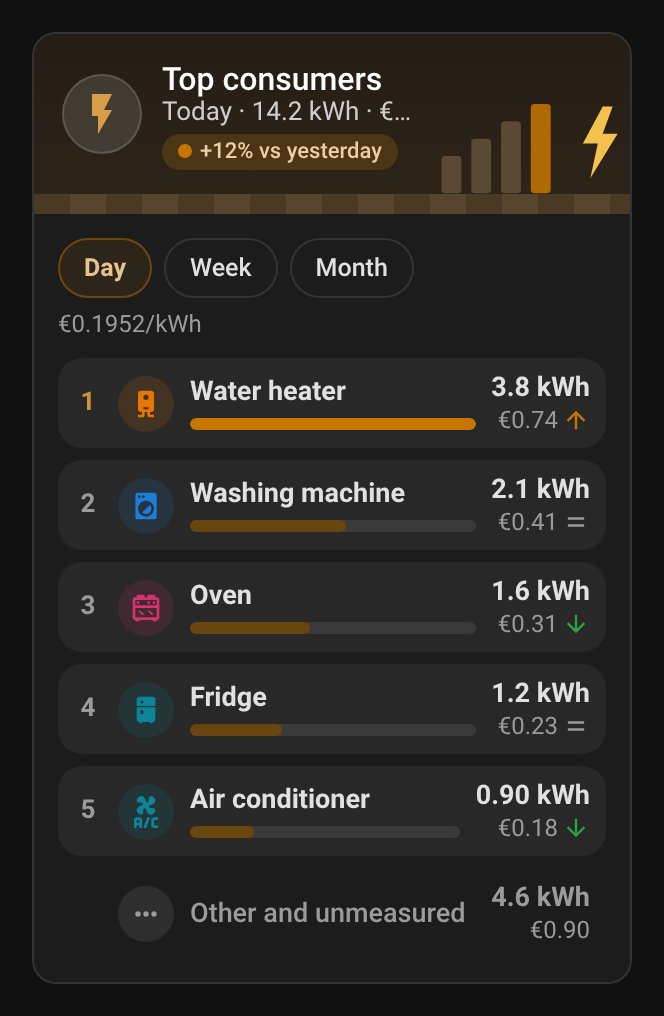 Top consumers
Today · 14.2 kWh · €…
+12% vs yesterday
Day Week Month
€0.1952/kWh
1 Water heater 3.8 kWh
€0.74 ↑
2 Washing machine 2.1 kWh
€0.41 =
3 Oven 1.6 kWh
€0.31 ↓
4 Fridge 1.2 kWh
€0.23 =
5 A/C Air conditioner 0.90 kWh
€0.18 ↓
Other and unmeasured 4.6 kWh
€0.90